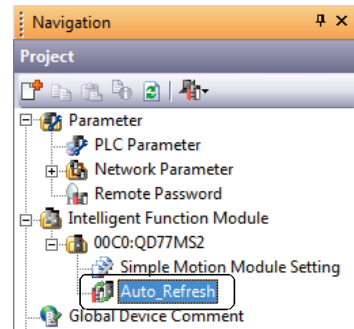 Navigation
Project
Parameter
PLC Parameter
Network Parameter
Remote Password
Intelligent Function Module
00C0:QD77MS2
Simple Motion Module Setting
Auto_Refresh
Global Device Comment